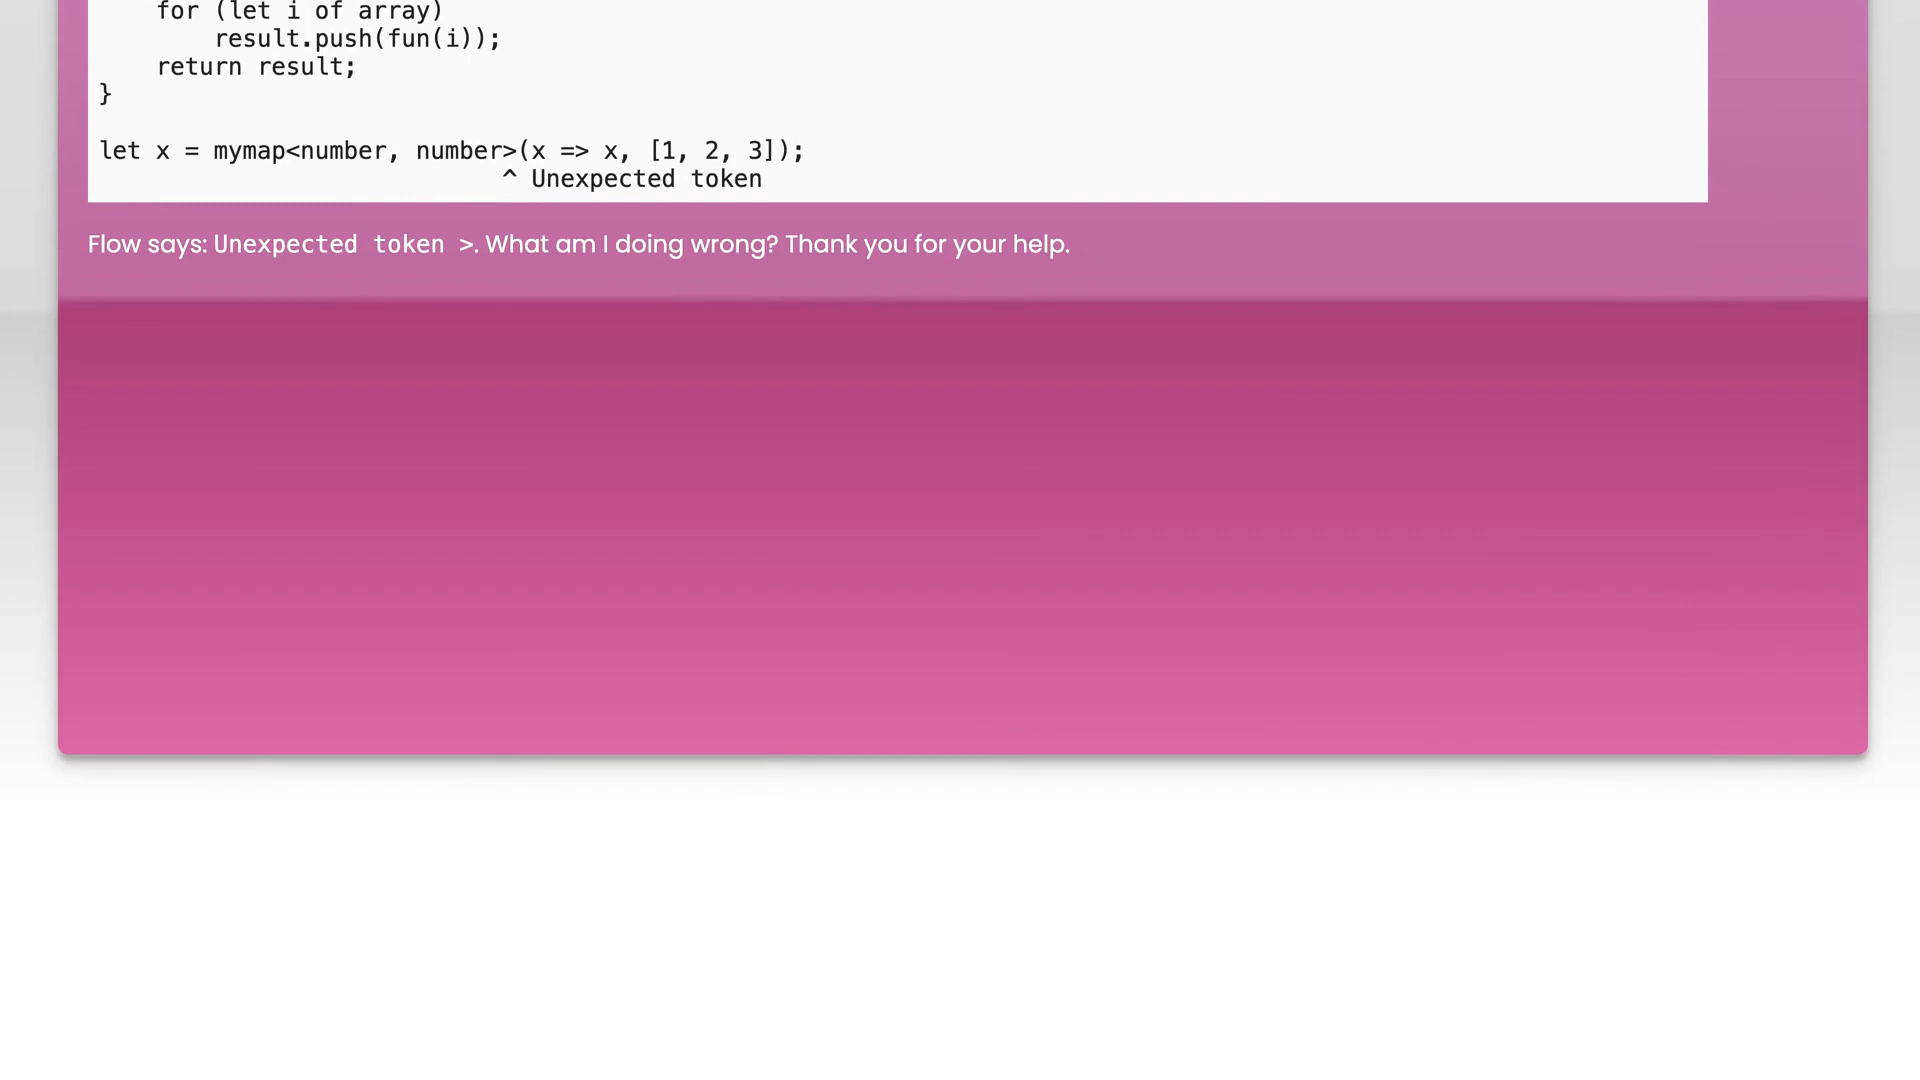 for (let i of array)
result.push(fun(i));
return result;
}
let x = mymap<number, number>(x => x, [1, 2, 3]);
^ Unexpected token
Flow says: Unexpected token >. What am I doing wrong? Thank you for your help.